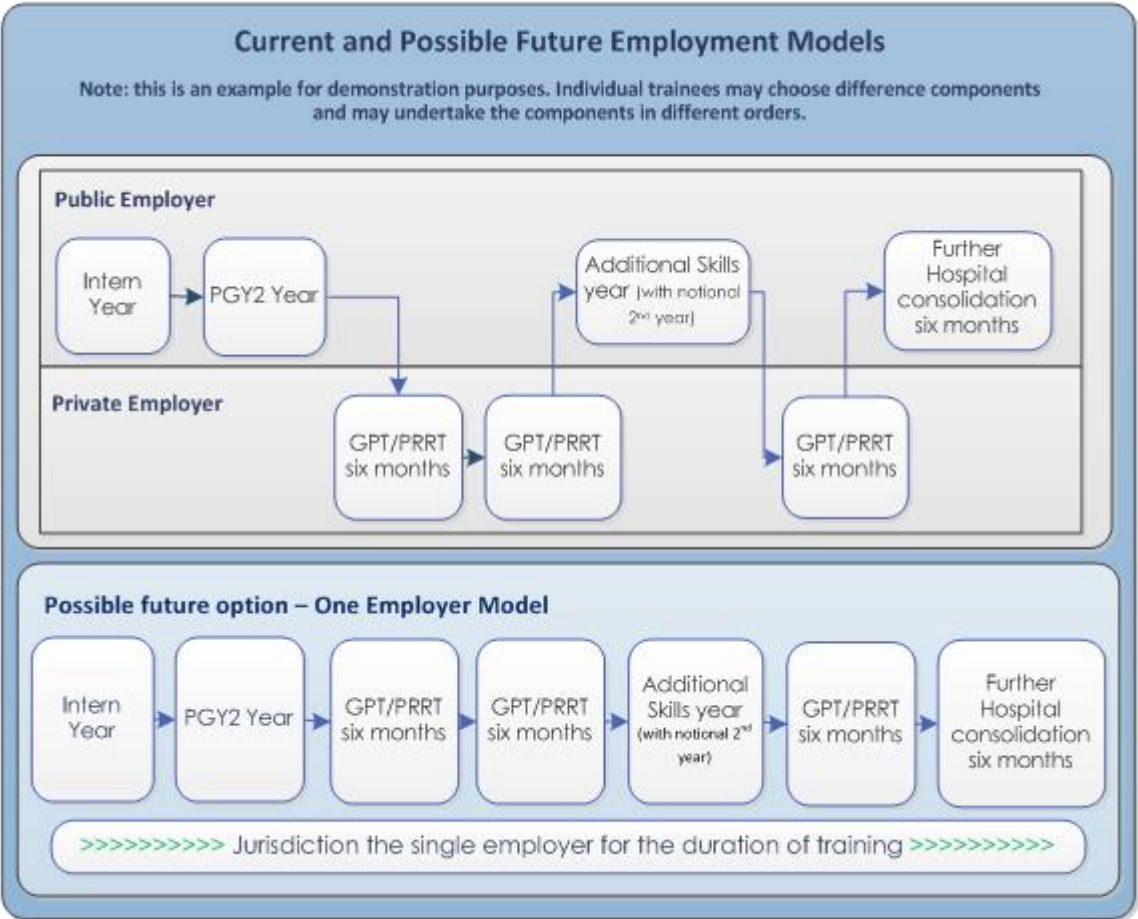 Current and Possible Future Employment Models
Note: this is an example for demonstration purposes. Individual trainees may choose difference components
and may undertake the components in different orders.
Public Employer
Intern
Year
PGY2 Year
Additional Skills
year (with notional
2nd year)
Further
Hospital
consolidation
six months
Private Employer
GPT/PRRT
six months
GPT/PRRT
six months
GPT/PRRT
six months
Possible future option – One Employer Model
Intern
Year
PGY2 Year
GPT/PRRT
six months
GPT/PRRT
six months
Additional
Skills year
(with notional 2nd
year)
GPT/PRRT
six months
Further
Hospital
consolidation
six months
>>>>>>>>>> Jurisdiction the single employer for the duration of training >>>>>>>>>>